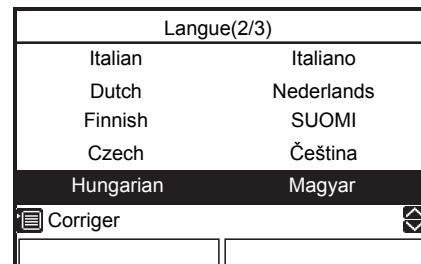 Langue(2/3)
Italian Italiano
Dutch Nederlands
Finnish SUOMI
Czech Čeština
Hungarian Magyar
Corriger